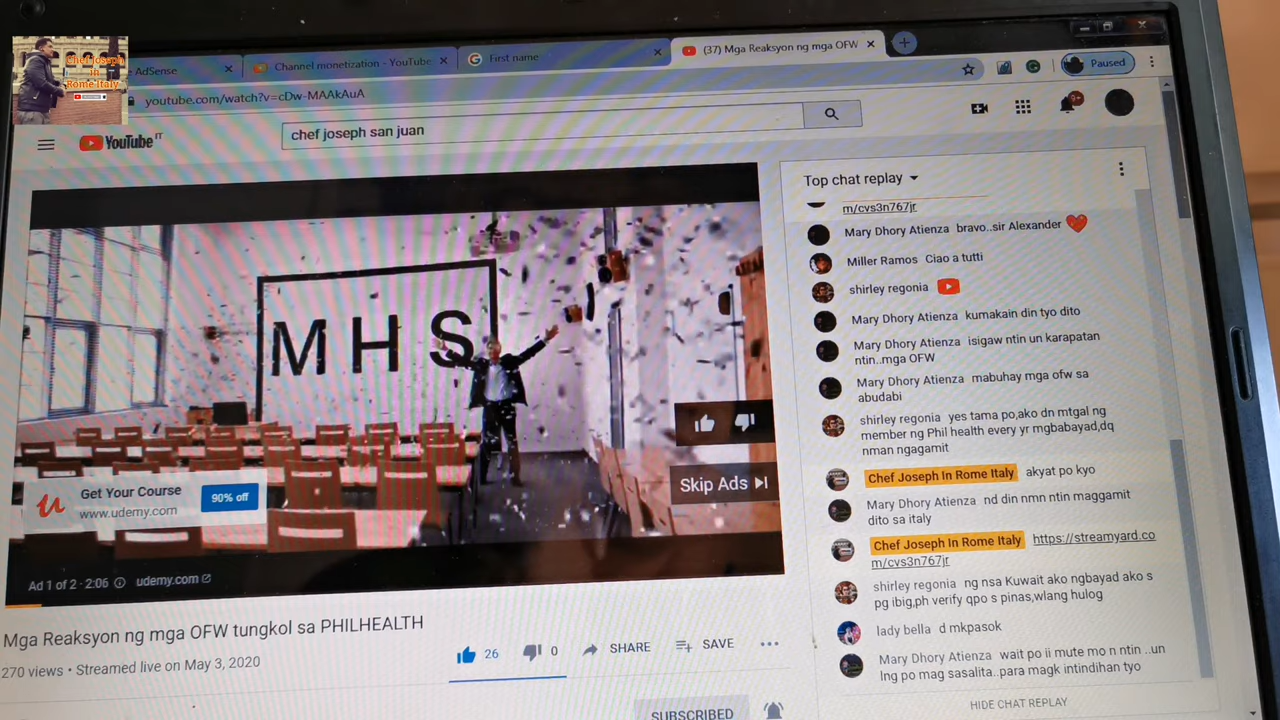 Chef Joseph
In
Rome Italy
AdSense
Channel monetization - YouTube
First name
(37) Mga Reaksyon ng mga OFW
Paused
youtube.com/watch?v=cDw-MAAkAuA
YouTube IT
chef joseph san juan
9+
MHS
Get Your Course
www.udemy.com
90% off
Skip Ads
Ad 1 of 2 · 2:06
udemy.com
Mga Reaksyon ng mga OFW tungkol sa PHILHEALTH
270 views • Streamed live on May 3, 2020
26
0
SHARE
SAVE
SUBSCRIBED
Top chat replay
m/cvs3n767jr
Mary Dhory Atienza bravo..sir Alexander
Miller Ramos Ciao a tutti
shirley regonia
Mary Dhory Atienza kumakain din tyo dito
Mary Dhory Atienza isigaw ntin un karapatan
ntin..mga OFW
Mary Dhory Atienza mabuhay mga ofw sa
abudabi
shirley regonia yes tama po,ako dn mtgal ng
member ng Phil health every yr mgbabayad,dq
nman ngagamit
Chef Joseph In Rome Italy akyat po kyo
Mary Dhory Atienza nd din nmn ntin maggamit
dito sa italy
Chef Joseph In Rome Italy https://streamyard.co
m/cvs3n767jr
shirley regonia ng nsa Kuwait ako ngbayad ako s
pg ibig,ph verify qpo s pinas,wlang hulog
lady bella d mkpasok
Mary Dhory Atienza wait po ii mute mo n ntin ..un
lng po mag sasalita..para magk intindihan tyo
HIDE CHAT REPLAY